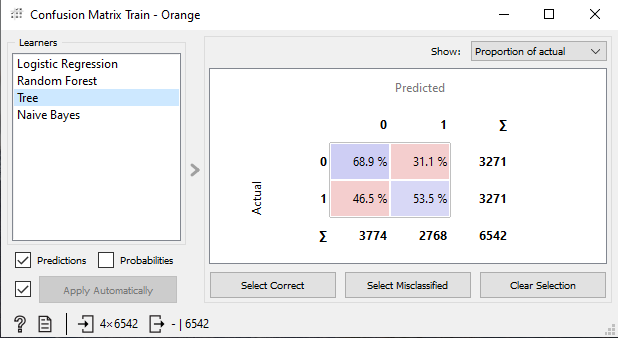 Confusion Matrix Train - Orange
Learners
Logistic Regression
Random Forest
Tree
Naive Bayes
Show: Proportion of actual
Predicted
0 1 Σ
0 68.9 % 31.1 % 3271
Actual
1 46.5 % 53.5 % 3271
Σ 3774 2768 6542
Predictions Probabilities
Apply Automatically
Select Correct Select Misclassified Clear Selection
? 4×6542 - | 6542